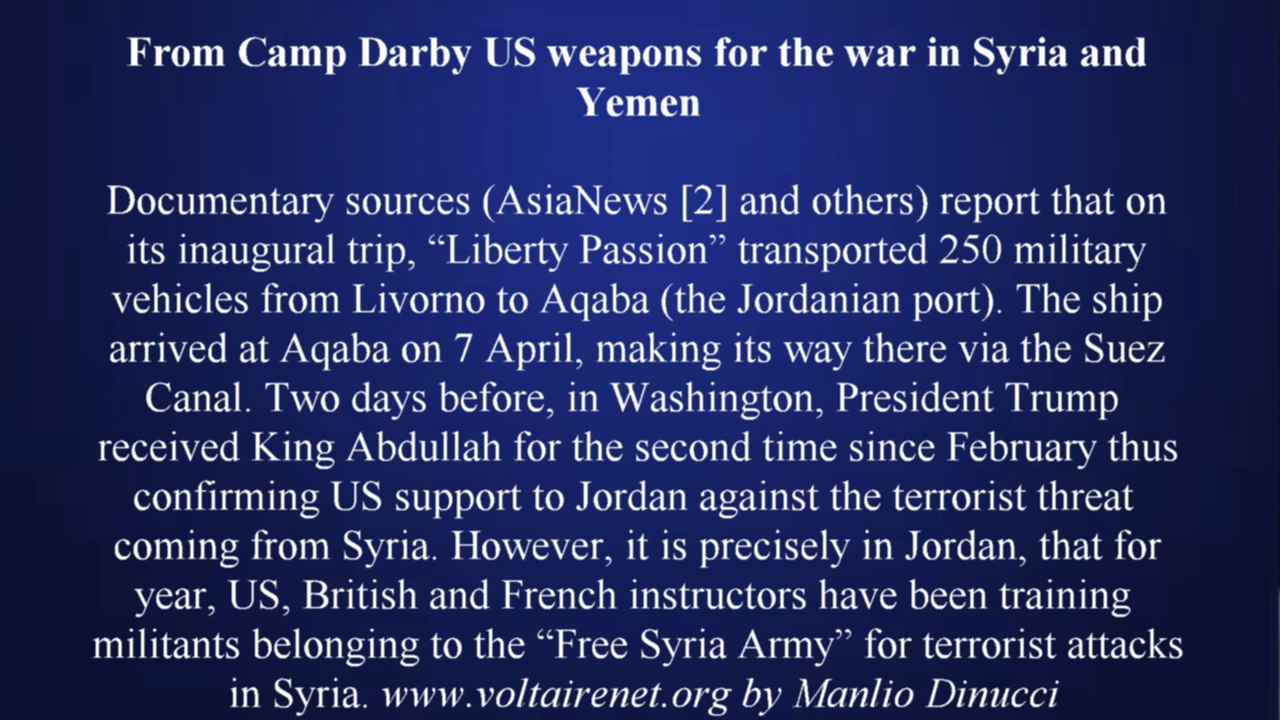 From Camp Darby US weapons for the war in Syria and
Yemen
Documentary sources (AsiaNews [2] and others) report that on
its inaugural trip, “Liberty Passion” transported 250 military
vehicles from Livorno to Aqaba (the Jordanian port). The ship
arrived at Aqaba on 7 April, making its way there via the Suez
Canal. Two days before, in Washington, President Trump
received King Abdullah for the second time since February thus
confirming US support to Jordan against the terrorist threat
coming from Syria. However, it is precisely in Jordan, that for
year, US, British and French instructors have been training
militants belonging to the “Free Syria Army” for terrorist attacks
in Syria. www.voltairenet.org by Manlio Dinucci